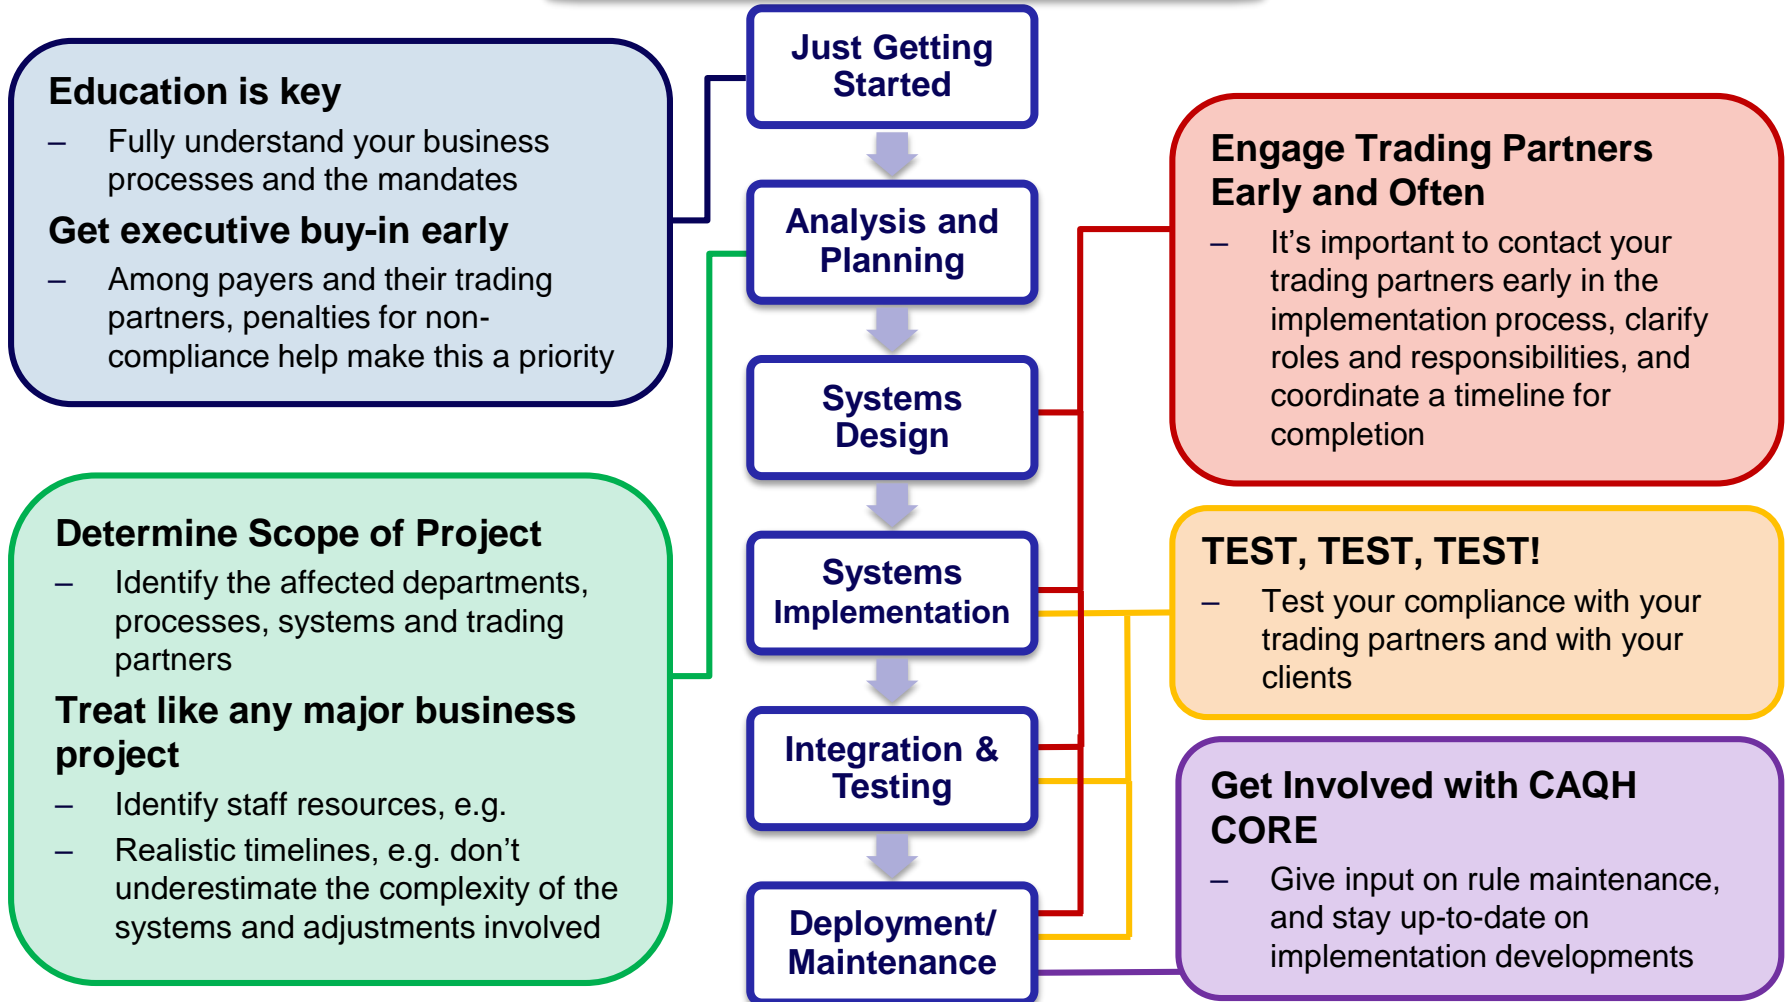 Just Getting
Started
Education is key
– Fully understand your business
processes and the mandates
Get executive buy-in early
– Among payers and their trading
partners, penalties for non-
compliance help make this a priority
Analysis and
Planning
Engage Trading Partners
Early and Often
– It’s important to contact your
trading partners early in the
implementation process, clarify
roles and responsibilities, and
coordinate a timeline for
completion
Systems
Design
Determine Scope of Project
– Identify the affected departments,
processes, systems and trading
partners
Treat like any major business
project
– Identify staff resources, e.g.
– Realistic timelines, e.g. don’t
underestimate the complexity of the
systems and adjustments involved
Systems
Implementation
TEST, TEST, TEST!
– Test your compliance with your
trading partners and with your
clients
Integration &
Testing
Get Involved with CAQH
CORE
– Give input on rule maintenance,
and stay up-to-date on
implementation developments
Deployment/
Maintenance